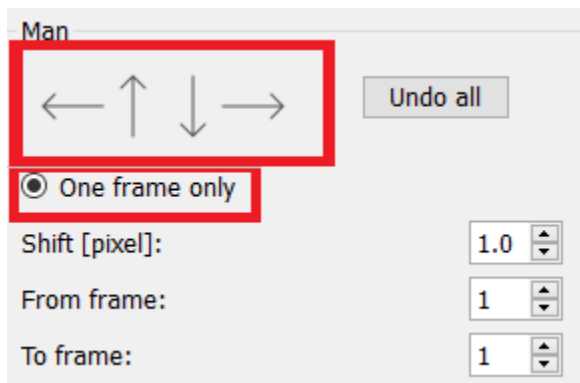 Man
← ↑ ↓ → Undo all
One frame only
Shift [pixel]: 1.0
From frame: 1
To frame: 1